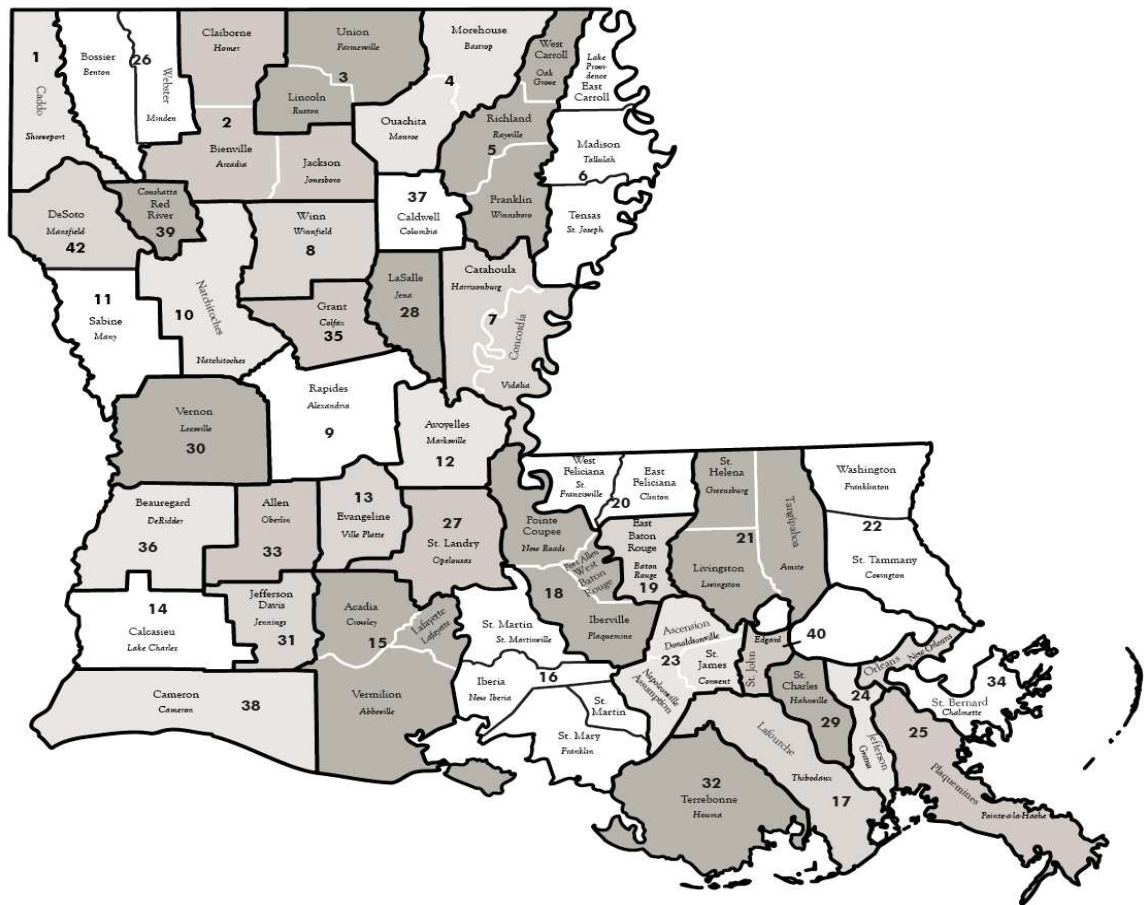 1
Caddo
Shreveport
Bossier
Benton
26
Webster
Minden
Claiborne
Homer
2
Bienville
Arcadia
Jackson
Jonesboro
Union
Farmerville
3
Lincoln
Ruston
Morehouse
Bastrop
4
Ouachita
Monroe
West
Carroll
Oak
Grove
Richland
Rayville
5
Franklin
Winnsboro
Lake
Provi-
dence
East
Carroll
Madison
Tallulah
6
Tensas
St. Joseph
37
Caldwell
Columbia
DeSoto
Mansfield
42
Coushatta
Red
River
39
Winn
Winnfield
8
11
Sabine
Many
10
Natchitoches
Natchitoches
Grant
Colfax
35
LaSalle
Jena
28
Catahoula
Harrisonburg
7
Concordia
Vidalia
Vernon
Leesville
30
Rapides
Alexandria
9
Avoyelles
Marksville
12
Beauregard
DeRidder
36
Allen
Oberlin
33
13
Evangeline
Ville Platte
27
St. Landry
Opelousas
Pointe
Coupee
New Roads
Port Allen
West
Baton
Rouge
18
Iberville
Plaquemine
West
Feliciana
St.
Francisville
East
Feliciana
Clinton
20
East
Baton
Rouge
Baton
Rouge
19
St.
Helena
Greensburg
21
Livingston
Livingston
Tangipahoa
Amite
Washington
Franklinton
22
St. Tammany
Covington
14
Calcasieu
Lake Charles
Jefferson
Davis
Jennings
31
Acadia
Crowley
15
Lafayette
Lafayette
Vermilion
Abbeville
Cameron
Cameron
38
St. Martin
St. Martinville
Iberia
New Iberia
16
St.
Martin
St. Mary
Franklin
Ascension
Donaldsonville
23
St.
James
Convent
Napoleonville
Assumption
Edgard
St. John
40
St.
Charles
Hahnville
29
Orleans
New Orleans
24
Jefferson
Gretna
34
St. Bernard
Chalmette
25
Plaquemines
Pointe-a-la-Hache
Lafourche
Thibodaux
17
32
Terrebonne
Houma